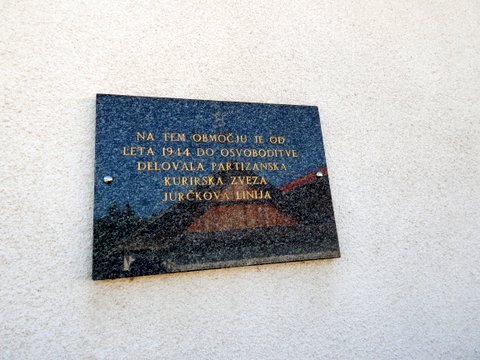 NA TEM OBMOČJU JE OD
LETA 1944 DO OSVOBODITVE
DELOVALA PARTIZANSKA
KURIRSKA ZVEZA
JURČKOVA LINIJA